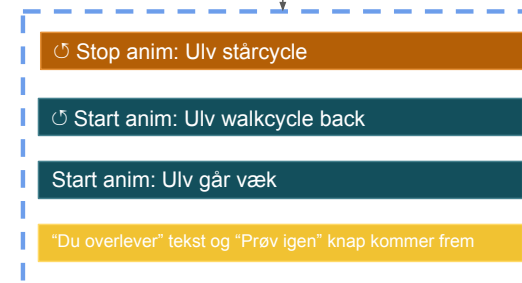 ↺ Stop anim: Ulv stårcycle
↺ Start anim: Ulv walkcycle back
Start anim: Ulv går væk
“Du overlever” tekst og “Prøv igen” knap kommer frem